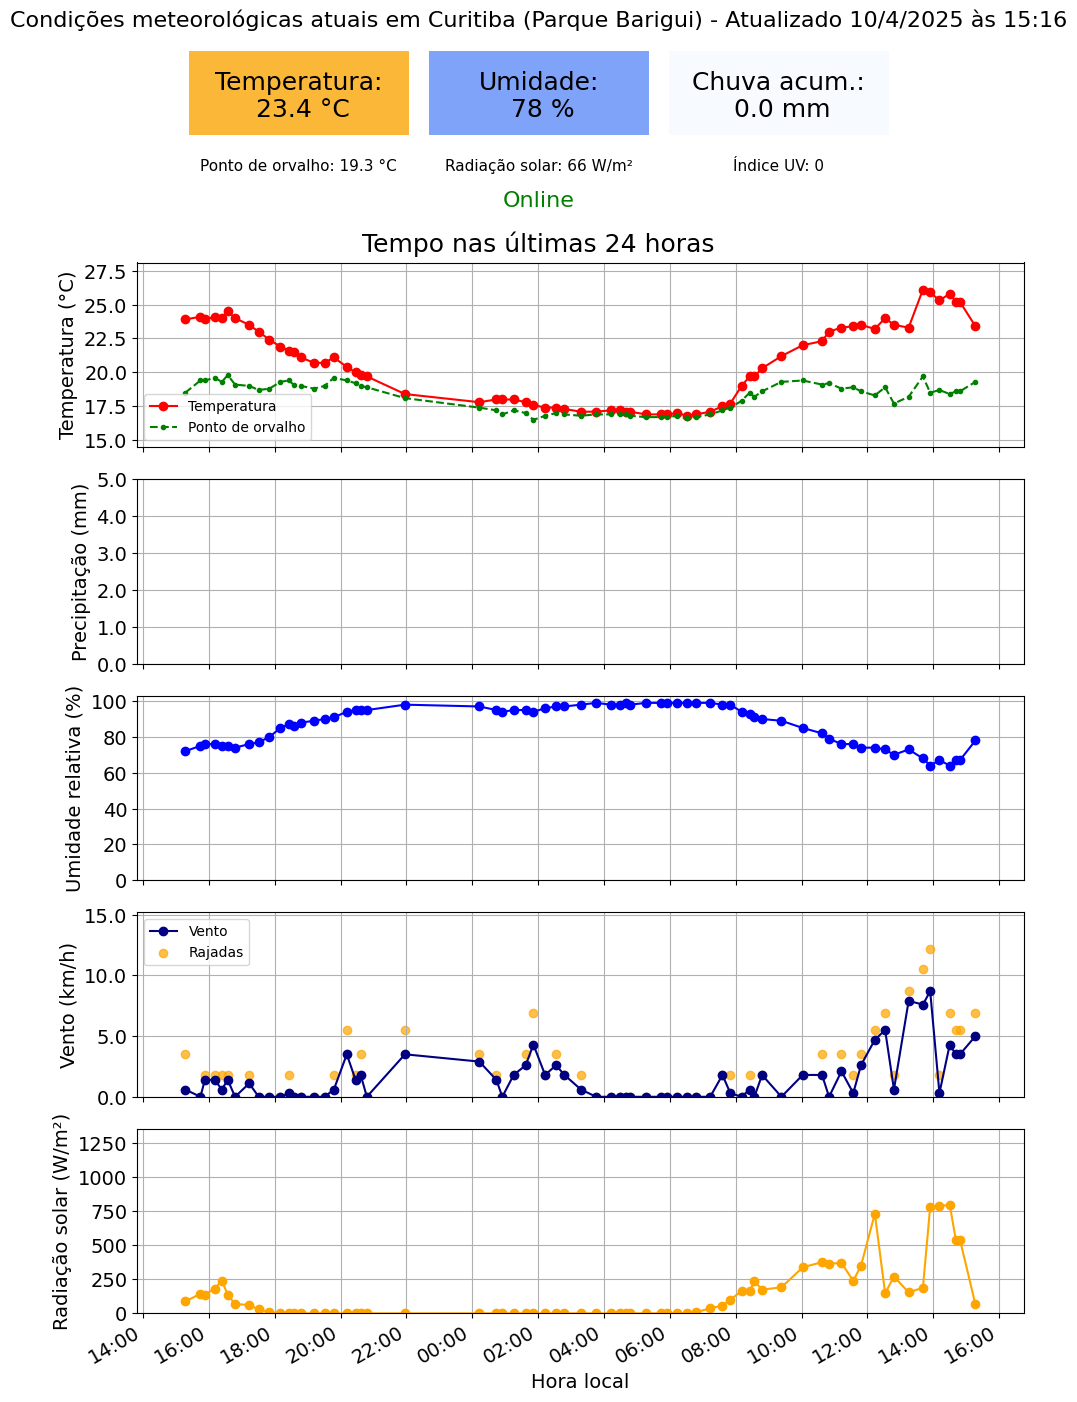 Condições meteorológicas atuais em Curitiba (Parque Barigui) - Atualizado 10/4/2025 às 15:16
Temperatura:
23.4 °C
Umidade:
78 %
Chuva acum.:
0.0 mm
Ponto de orvalho: 19.3 °C
Radiação solar: 66 W/m²
Índice UV: 0
Online
Tempo nas últimas 24 horas
Temperatura (°C)
27.5
25.0
22.5
20.0
17.5
15.0
Temperatura
Ponto de orvalho
Precipitação (mm)
5.0
4.0
3.0
2.0
1.0
0.0
Umidade relativa (%)
100
80
60
40
20
0
Vento (km/h)
15.0
10.0
5.0
0.0
Vento
Rajadas
Radiação solar (W/m²)
1250
1000
750
500
250
0
14:00
16:00
18:00
20:00
22:00
00:00
02:00
04:00
06:00
08:00
10:00
12:00
14:00
16:00
Hora local